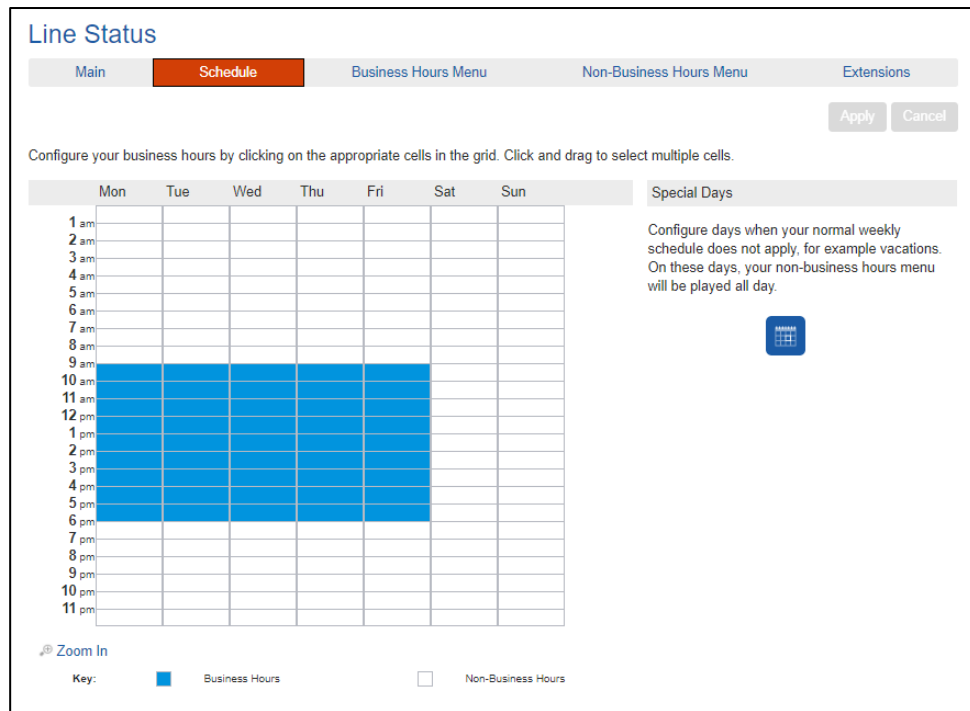 Line Status
Main Schedule Business Hours Menu Non-Business Hours Menu Extensions
Apply Cancel
Configure your business hours by clicking on the appropriate cells in the grid. Click and drag to select multiple cells.
Mon Tue Wed Thu Fri Sat Sun
1 am
2 am
3 am
4 am
5 am
6 am
7 am
8 am
9 am
10 am
11 am
12 pm
1 pm
2 pm
3 pm
4 pm
5 pm
6 pm
7 pm
8 pm
9 pm
10 pm
11 pm
Special Days
Configure days when your normal weekly
schedule does not apply, for example vacations.
On these days, your non-business hours menu
will be played all day.
Zoom In
Key: Business Hours Non-Business Hours